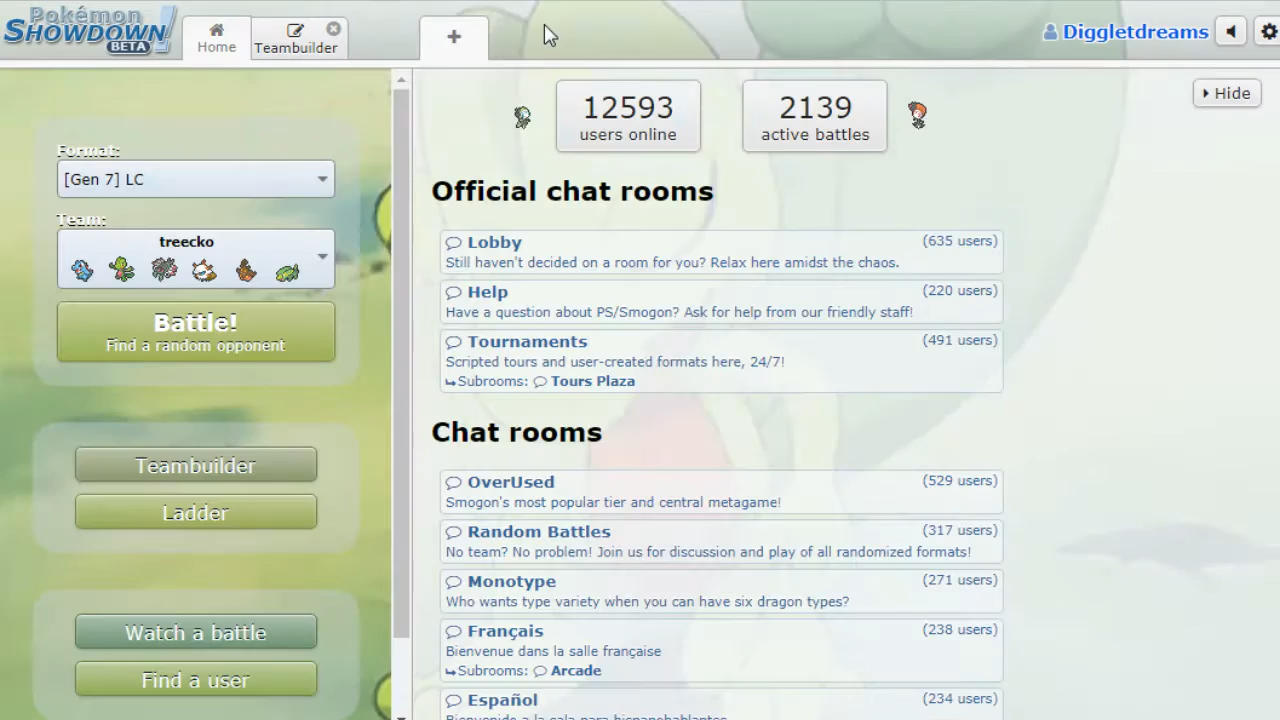 Pokémon
SHOWDOWN!
BETA
Home
Teambuilder
+
Diggletdreams
Format:
[Gen 7] LC
Team:
treecko
Battle!
Find a random opponent
Teambuilder
Ladder
Watch a battle
Find a user
12593
users online
2139
active battles
Hide
Official chat rooms
Lobby (635 users)
Still haven't decided on a room for you? Relax here amidst the chaos.
Help (220 users)
Have a question about PS/Smogon? Ask for help from our friendly staff!
Tournaments (491 users)
Scripted tours and user-created formats here, 24/7!
↳Subrooms: Tours Plaza
Chat rooms
OverUsed (529 users)
Smogon's most popular tier and central metagame!
Random Battles (317 users)
No team? No problem! Join us for discussion and play of all randomized formats!
Monotype (271 users)
Who wants type variety when you can have six dragon types?
Français (238 users)
Bienvenue dans la salle française
↳Subrooms: Arcade
Español (234 users)
Bienvenido a la sala para hispanohablantes